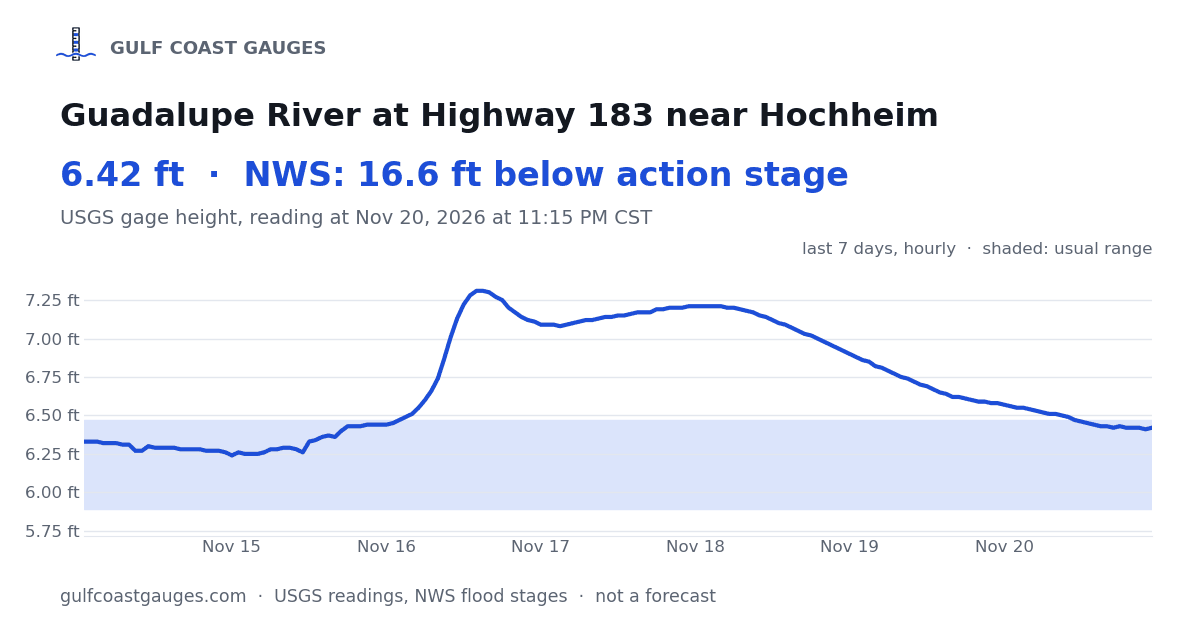 GULF COAST GAUGES
Guadalupe River at Highway 183 near Hochheim
6.42 ft · NWS: 16.6 ft below action stage
USGS gage height, reading at Nov 20, 2026 at 11:15 PM CST
last 7 days, hourly · shaded: usual range
7.25 ft
7.00 ft
6.75 ft
6.50 ft
6.25 ft
6.00 ft
5.75 ft
Nov 15 Nov 16 Nov 17 Nov 18 Nov 19 Nov 20
gulfcoastgauges.com · USGS readings, NWS flood stages · not a forecast